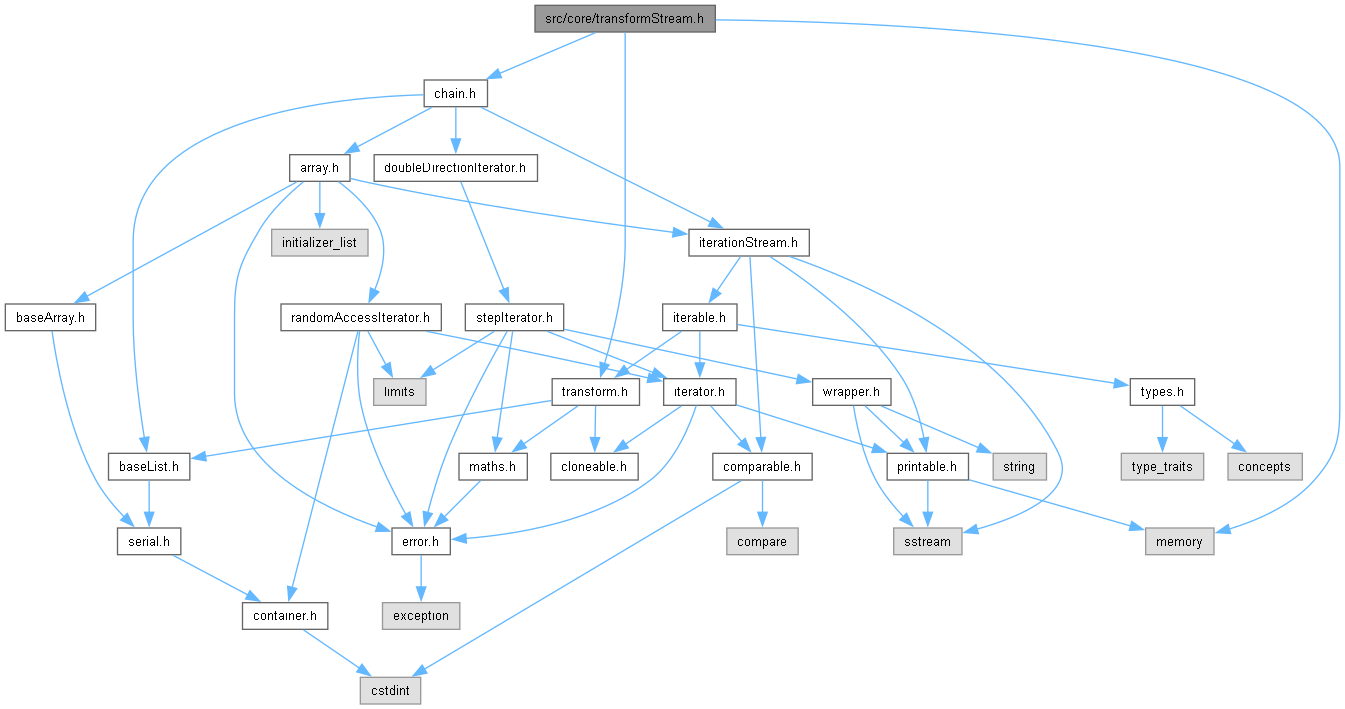 src/core/transformStream.h
chain.h
array.h
doubleDirectionIterator.h
initializer_list
iterationStream.h
baseArray.h
randomAccessIterator.h
stepIterator.h
iterable.h
limits
transform.h
iterator.h
wrapper.h
types.h
baseList.h
maths.h
cloneable.h
comparable.h
printable.h
string
type_traits
concepts
serial.h
error.h
compare
sstream
memory
container.h
exception
cstdint